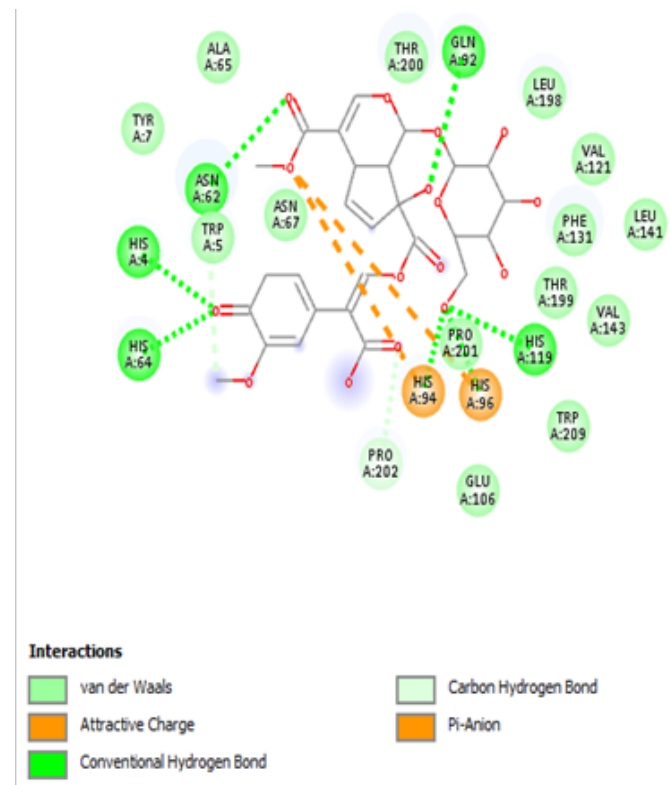 ALA
A:65
THR
A:200
GLN
A:92
LEU
A:198
TYR
A:7
VAL
A:121
ASN
A:62
ASN
A:67
LEU
A:141
TRP
A:5
PHE
A:131
HIS
A:4
THR
A:199
VAL
A:143
HIS
A:64
PRO
A:201
HIS
A:119
HIS
A:94
HIS
A:96
TRP
A:209
PRO
A:202
GLU
A:106
Interactions
van der Waals
Attractive Charge
Conventional Hydrogen Bond
Carbon Hydrogen Bond
Pi-Anion